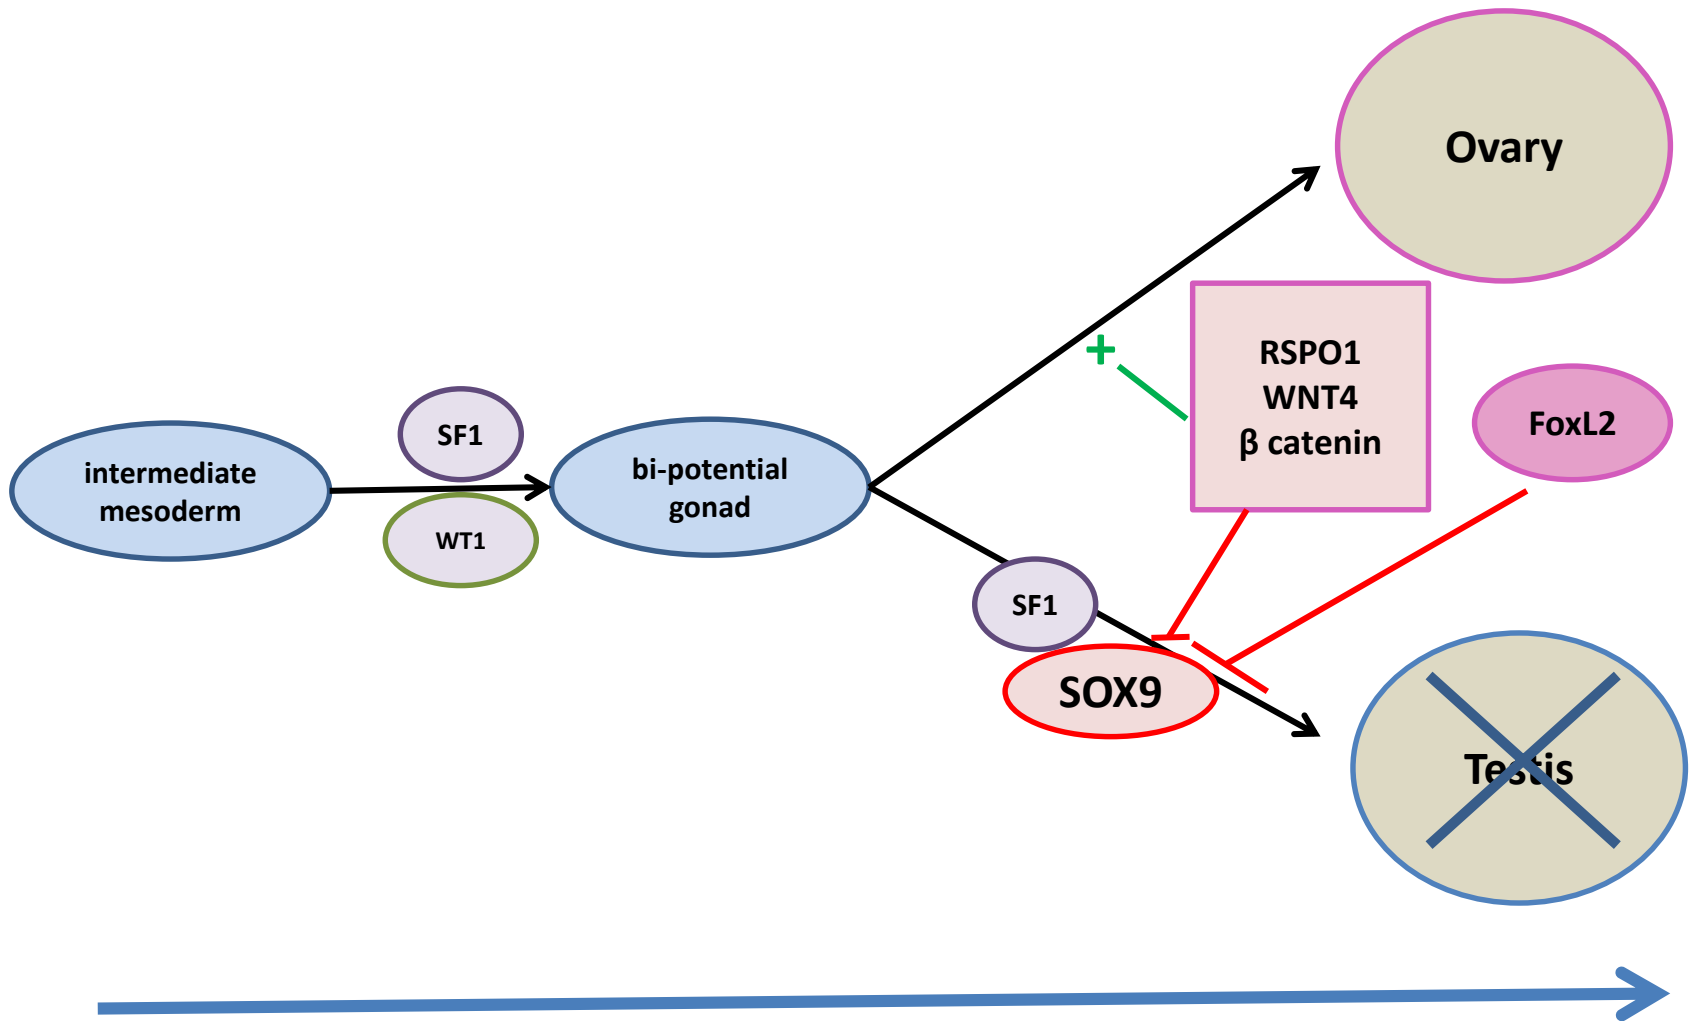 Ovary
RSPO1
WNT4
β catenin
FoxL2
SF1
intermediate
mesoderm
WT1
bi-potential
gonad
SF1
SOX9
Testis
+